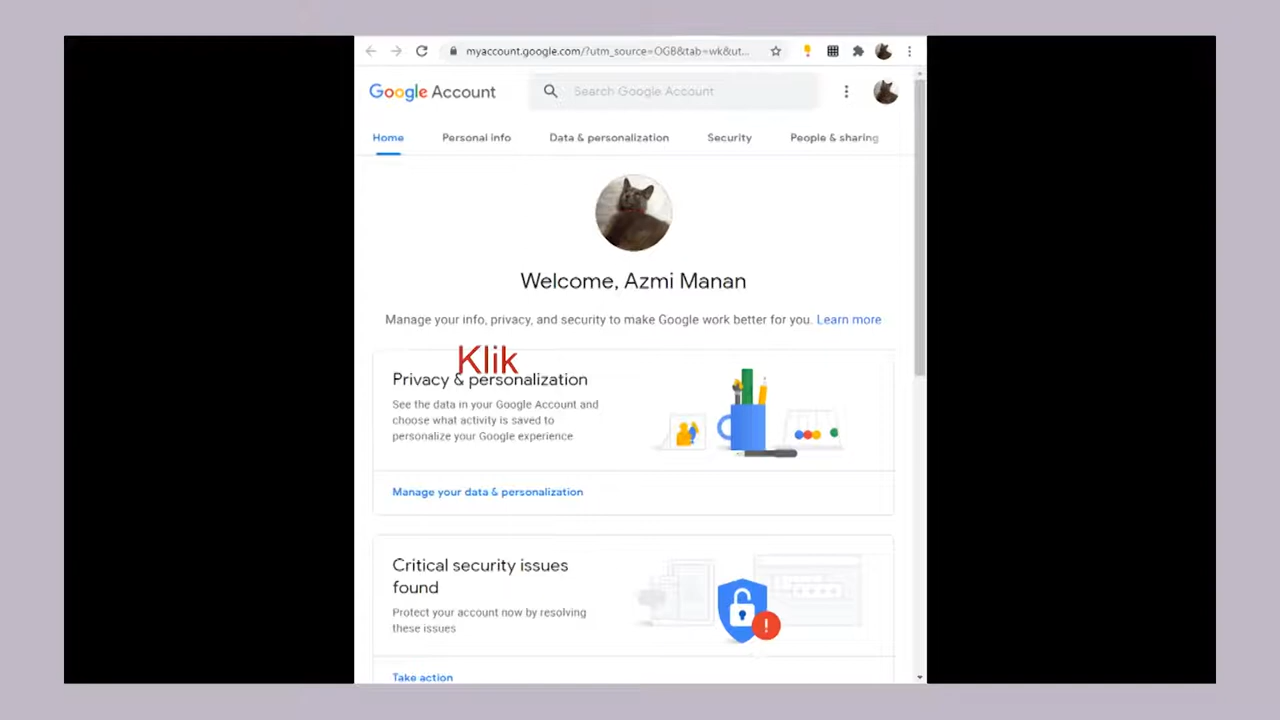 myaccount.google.com/?utm_source=OGB&tab=wk&ut...
Google Account
Search Google Account
Home
Personal info
Data & personalization
Security
People & sharing
Welcome, Azmi Manan
Manage your info, privacy, and security to make Google work better for you. Learn more
Klik
Privacy & personalization
See the data in your Google Account and
choose what activity is saved to
personalize your Google experience
Manage your data & personalization
Critical security issues
found
Protect your account now by resolving
these issues
Take action